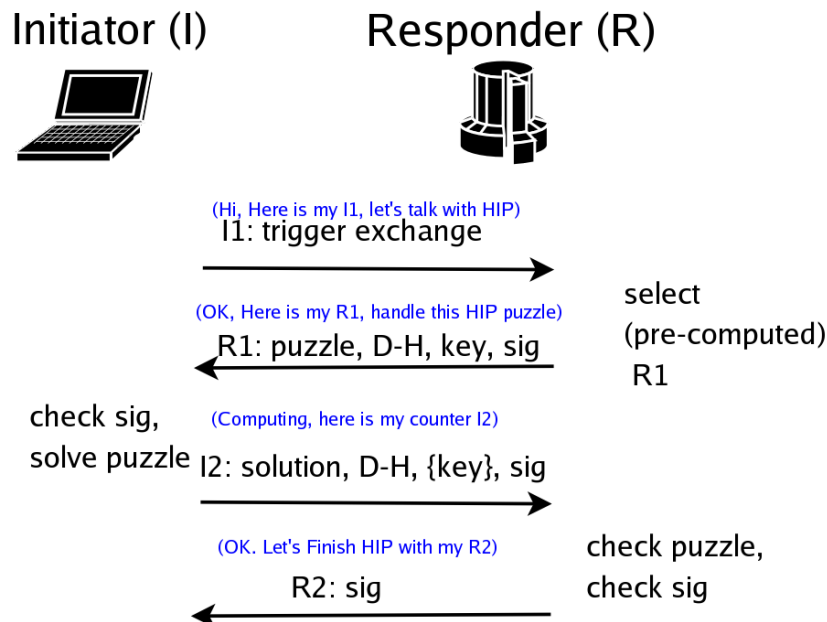 Initiator (I)
Responder (R)
(Hi, Here is my I1, let's talk with HIP)
I1: trigger exchange
select
(pre-computed)
R1
(OK, Here is my R1, handle this HIP puzzle)
R1: puzzle, D-H, key, sig
check sig,
solve puzzle
(Computing, here is my counter I2)
I2: solution, D-H, {key}, sig
(OK. Let's Finish HIP with my R2)
R2: sig
check puzzle,
check sig